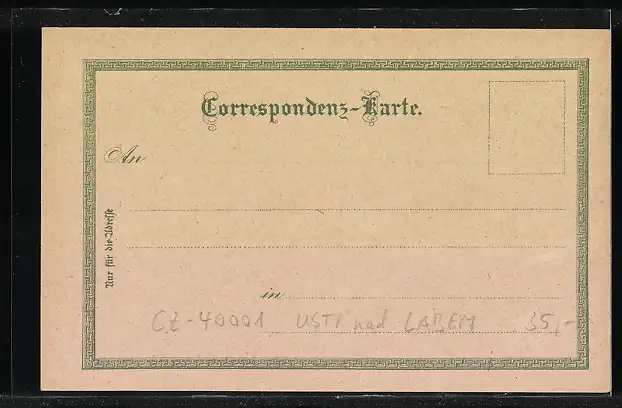 Correspondenz-Karte.
An
Nur für die Adresse
in
CZ-40001 USTI nad LABEM 35,-